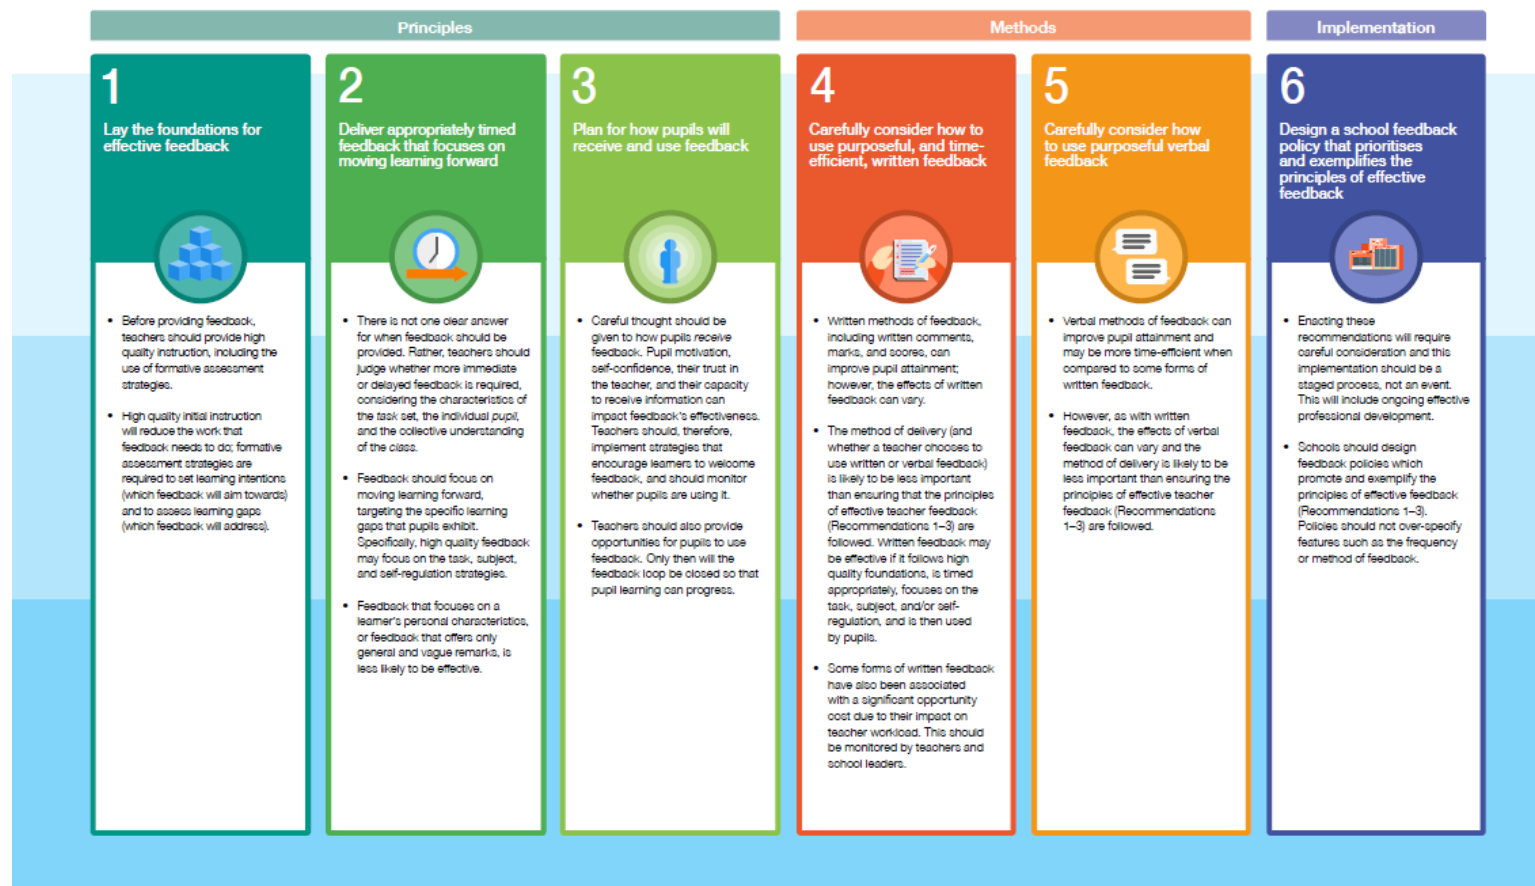 Principles
Methods
Implementation
1
Lay the foundations for
effective feedback
• Before providing feedback,
teachers should provide high
quality instruction, including the
use of formative assessment
strategies.
• High quality initial instruction
will reduce the work that
feedback needs to do; formative
assessment strategies are
required to set learning intentions
(which feedback will aim towards)
and to assess learning gaps
(which feedback will address).
2
Deliver appropriately timed
feedback that focuses on
moving learning forward
• There is not one clear answer
for when feedback should be
provided. Rather, teachers should
judge whether more immediate
or delayed feedback is required,
considering the characteristics of
the task set, the individual pupil,
and the collective understanding
of the class.
• Feedback should focus on
moving learning forward,
targeting the specific learning
gaps that pupils exhibit.
Specifically, high quality feedback
may focus on the task, subject,
and self-regulation strategies.
• Feedback that focuses on a
learner's personal characteristics,
or feedback that offers only
general and vague remarks, is
less likely to be effective.
3
Plan for how pupils will
receive and use feedback
• Careful thought should be
given to how pupils receive
feedback. Pupil motivation,
self-confidence, their trust in
the teacher, and their capacity
to receive information can
impact feedback's effectiveness.
Teachers should, therefore,
implement strategies that
encourage learners to welcome
feedback, and should monitor
whether pupils are using it.
• Teachers should also provide
opportunities for pupils to use
feedback. Only then will the
feedback loop be closed so that
pupil learning can progress.
4
Carefully consider how to
use purposeful, and time-
efficient, written feedback
• Written methods of feedback,
including written comments,
marks, and scores, can
improve pupil attainment;
however, the effects of written
feedback can vary.
• The method of delivery (and
whether a teacher chooses to
use written or verbal feedback)
is likely to be less important
than ensuring that the principles
of effective teacher feedback
(Recommendations 1–3) are
followed. Written feedback may
be effective if it follows high
quality foundations, is timed
appropriately, focuses on the
task, subject, and/or self-
regulation, and is then used
by pupils.
• Some forms of written feedback
have also been associated
with a significant opportunity
cost due to their impact on
teacher workload. This should
be monitored by teachers and
school leaders.
5
Carefully consider how
to use purposeful verbal
feedback
• Verbal methods of feedback can
improve pupil attainment and
may be more time-efficient when
compared to some forms of
written feedback.
• However, as with written
feedback, the effects of verbal
feedback can vary and the
method of delivery is likely to be
less important than ensuring the
principles of effective teacher
feedback (Recommendations
1–3) are followed.
6
Design a school feedback
policy that prioritises
and exemplifies the
principles of effective
feedback
• Enacting these
recommendations will require
careful consideration and this
implementation should be a
staged process, not an event.
This will include ongoing effective
professional development.
• Schools should design
feedback policies which
promote and exemplify the
principles of effective feedback
(Recommendations 1–3).
Policies should not over-specify
features such as the frequency
or method of feedback.